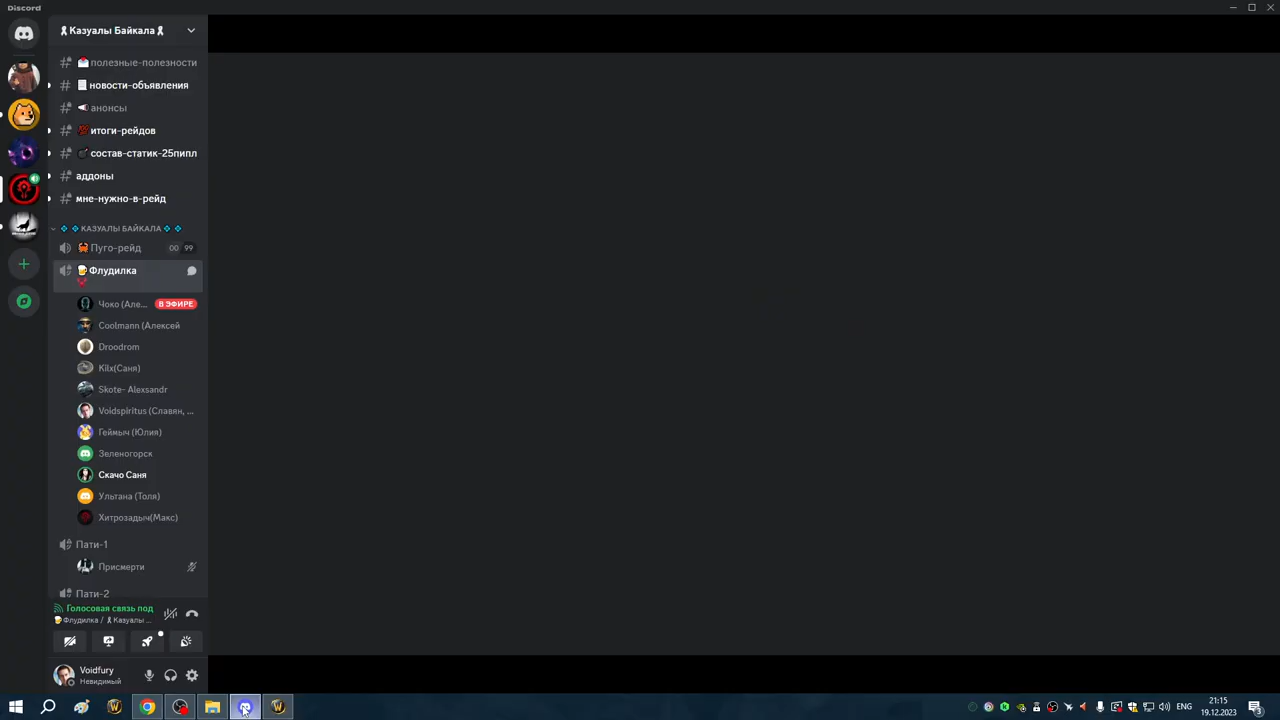 Discord
Казуалы Байкала
полезные-полезности
новости-объявления
анонсы
итоги-рейдов
состав-статик-25пипл
аддоны
мне-нужно-в-рейд
КАЗУАЛЫ БАЙКАЛА
Пуго-рейд 00 99
Флудилка
Чоко (Але... В ЭФИРЕ
Coolmann (Алексей
Droodrom
Kilx(Саня)
Skote- Alexsandr
Voidspiritus (Славян, ...
Геймыч (Юлия)
Зеленогорск
Скачо Саня
Ультана (Толя)
Хитрозадыч(Макс)
Пати-1
Присмерти
Пати-2
Голосовая связь под
Флудилка / Казуалы ...
Voidfury
Невидимый
ENG
21:15
19.12.2023
3